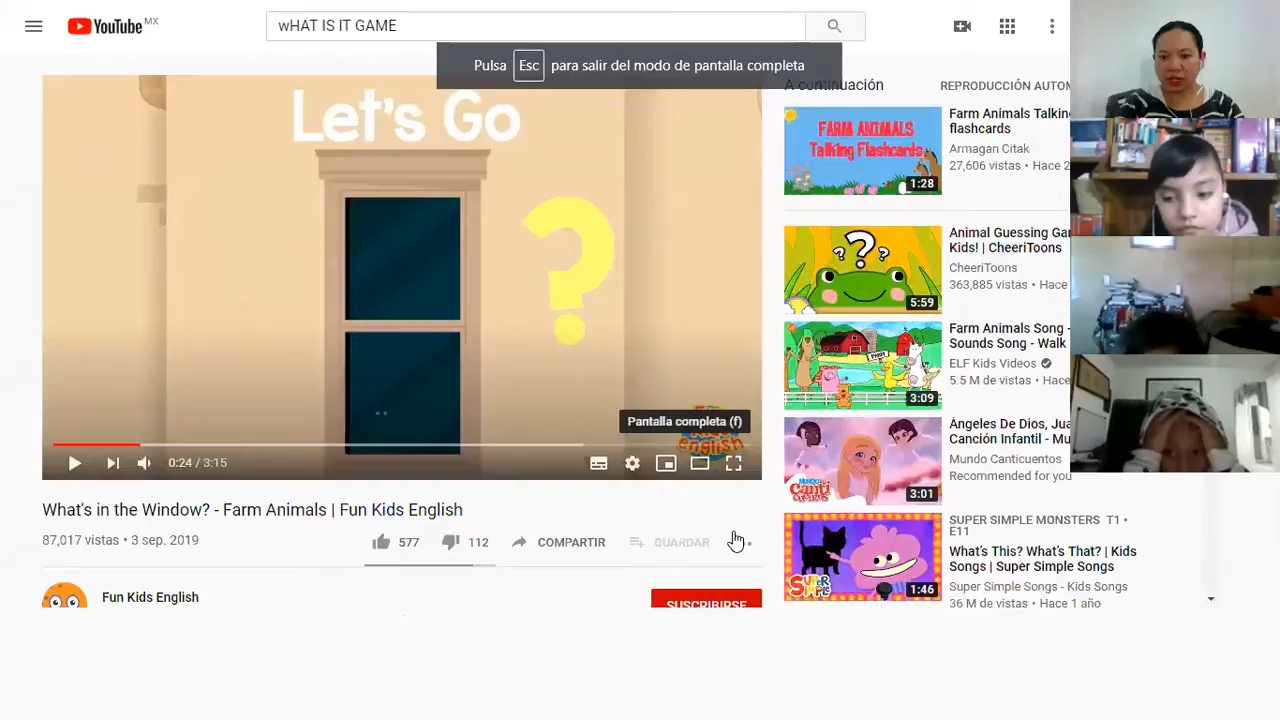 YouTube MX
wHAT IS IT GAME
Pulsa Esc para salir del modo de pantalla completa
Let's Go
?
Pantalla completa (f)
english
0:24 / 3:15
What's in the Window? - Farm Animals | Fun Kids English
87,017 vistas • 3 sep. 2019
577
112
COMPARTIR
GUARDAR
Fun Kids English
SUSCRIBIRSE
A continuación
REPRODUCCIÓN AUTOM
FARM ANIMALS
Talking Flashcards
1:28
Farm Animals Talkin
flashcards
Armagan Citak
27,606 vistas • Hace 2
? ? ?
5:59
Animal Guessing Ga
Kids! | CheeriToons
CheeriToons
363,885 vistas • Hace
FARM
3:09
Farm Animals Song -
Sounds Song - Walk
ELF Kids Videos
5.5 M de vistas • Hace
MUNDO
Canti
cuentos
3:01
Ángeles De Dios, Jua
Canción Infantil - Mu
Mundo Canticuentos
Recommended for you
SUPER
SIMPLE
1:46
SUPER SIMPLE MONSTERS T1 •
E11
What's This? What's That? | Kids
Songs | Super Simple Songs
Super Simple Songs - Kids Songs
36 M de vistas • Hace 1 año